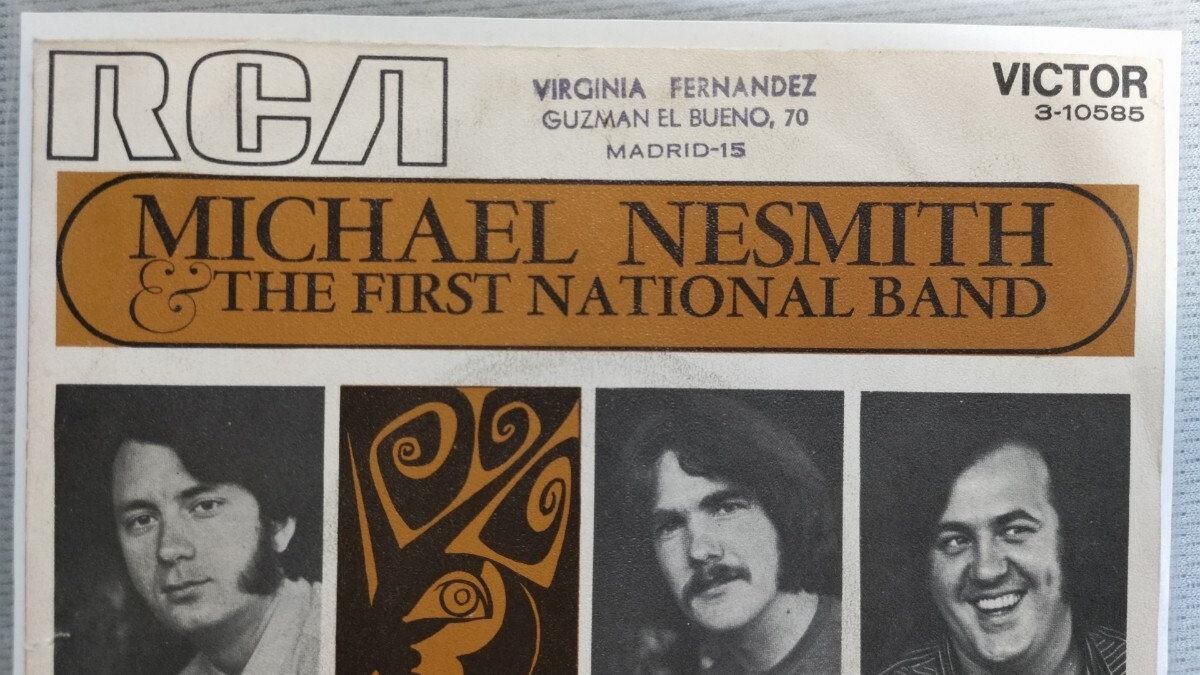 RCA
VIRGINIA FERNANDEZ
GUZMAN EL BUENO, 70
MADRID-15
VICTOR
3-10585
MICHAEL NESMITH
& THE FIRST NATIONAL BAND